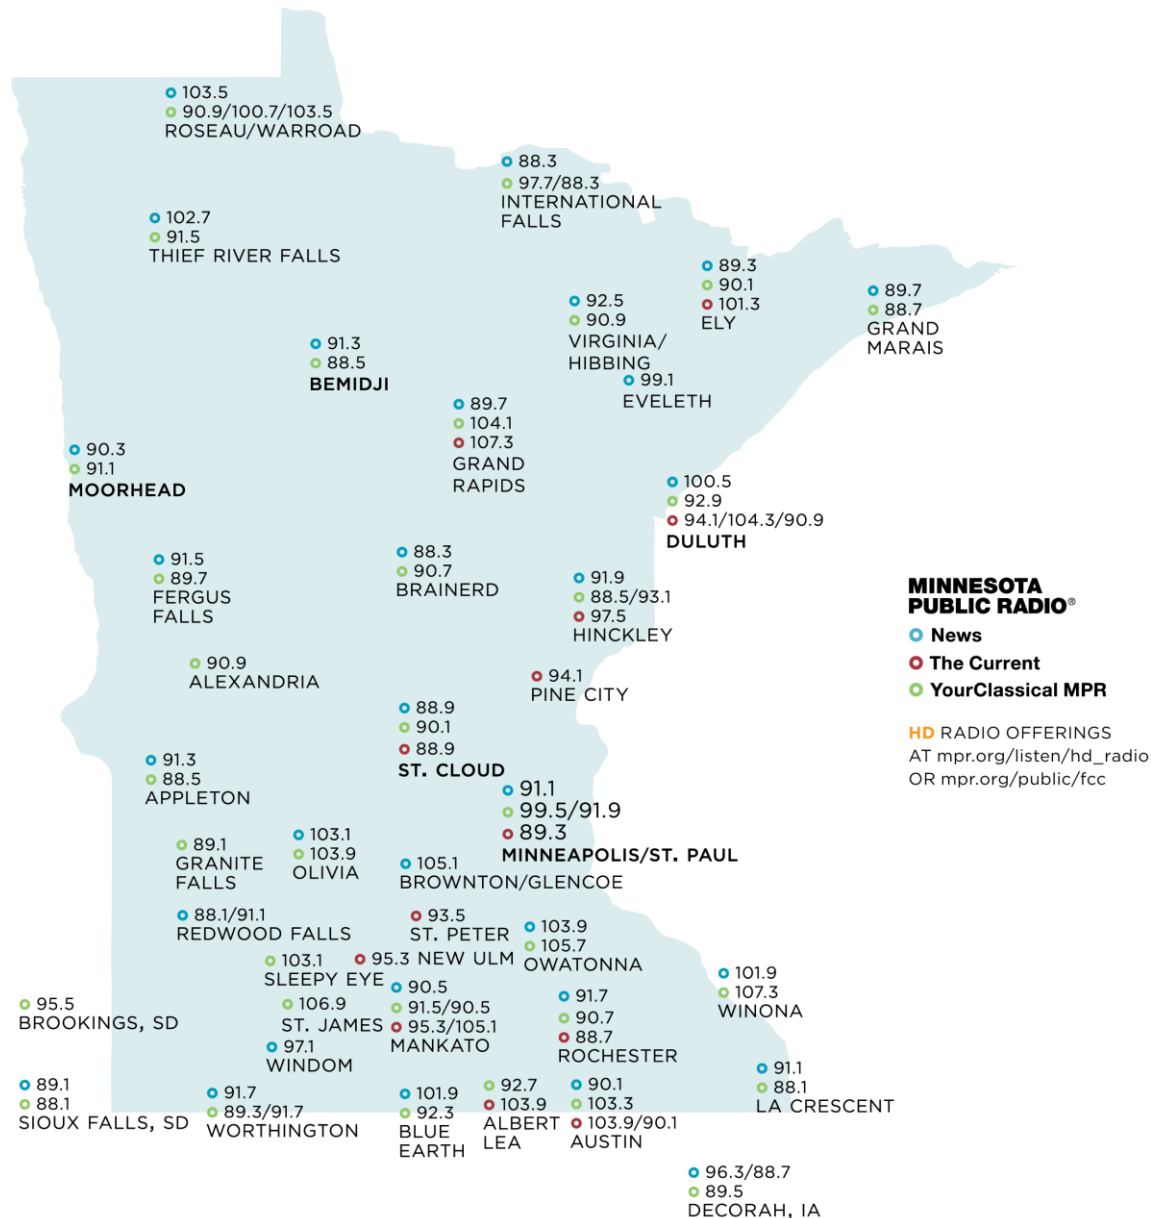 103.5
90.9/100.7/103.5
ROSEAU/WARROAD
88.3
97.7/88.3
INTERNATIONAL
FALLS
102.7
91.5
THIEF RIVER FALLS
89.3
90.1
101.3
ELY
89.7
88.7
GRAND
MARAIS
92.5
90.9
VIRGINIA/
HIBBING
91.3
88.5
BEMIDJI
99.1
EVELETH
89.7
104.1
107.3
GRAND
RAPIDS
90.3
91.1
MOORHEAD
100.5
92.9
94.1/104.3/90.9
DULUTH
91.5
89.7
FERGUS
FALLS
88.3
90.7
BRAINERD
91.9
88.5/93.1
97.5
HINCKLEY
MINNESOTA
PUBLIC RADIO®
News
The Current
YourClassical MPR
HD RADIO OFFERINGS
AT mpr.org/listen/hd_radio
OR mpr.org/public/fcc
90.9
ALEXANDRIA
94.1
PINE CITY
88.9
90.1
88.9
ST. CLOUD
91.3
88.5
APPLETON
91.1
99.5/91.9
89.3
MINNEAPOLIS/ST. PAUL
89.1
GRANITE
FALLS
103.1
103.9
OLIVIA
105.1
BROWNTON/GLENCOE
88.1/91.1
REDWOOD FALLS
93.5
ST. PETER
95.3 NEW ULM
103.9
105.7
OWATONNA
103.1
SLEEPY EYE
101.9
107.3
WINONA
95.5
BROOKINGS, SD
106.9
ST. JAMES
90.5
91.5/90.5
95.3/105.1
MANKATO
91.7
90.7
88.7
ROCHESTER
97.1
WINDOM
91.1
88.1
LA CRESCENT
89.1
88.1
SIOUX FALLS, SD
91.7
89.3/91.7
WORTHINGTON
101.9
92.3
BLUE
EARTH
92.7
103.9
ALBERT
LEA
90.1
103.3
103.9/90.1
AUSTIN
96.3/88.7
89.5
DECORAH, IA